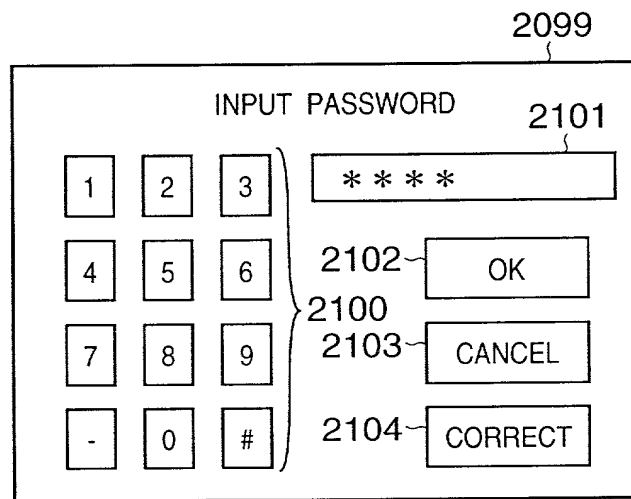 2099
INPUT PASSWORD
2101
1 2 3
* * * *
4 5 6
2102
OK
2100
7 8 9
2103
CANCEL
- 0 #
2104
CORRECT